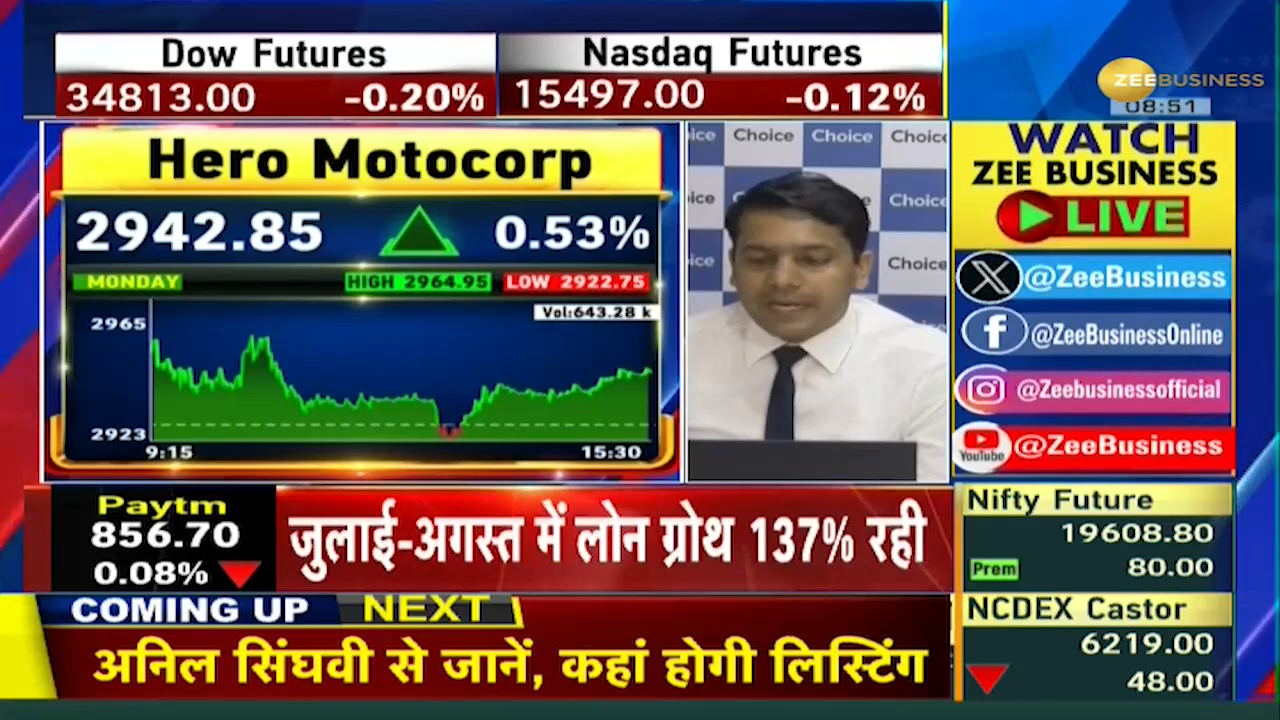 Dow Futures
34813.00 -0.20%
Nasdaq Futures
15497.00 -0.12%
ZEEBUSINESS
08:51
Hero Motocorp
2942.85 0.53%
MONDAY HIGH 2964.95 LOW 2922.75
Vol:643.28 k
2965
2923
9:15 15:30
Choice Choice Choice
Choice
Choice
WATCH
ZEE BUSINESS
LIVE
@ZeeBusiness
@ZeeBusinessOnline
@Zeebusinessofficial
YouTube @ZeeBusiness
Paytm
856.70
0.08%
जुलाई-अगस्त में लोन ग्रोथ 137% रही
Nifty Future
19608.80
Prem 80.00
COMING UP NEXT
अनिल सिंघवी से जानें, कहां होगी लिस्टिंग
NCDEX Castor
6219.00
48.00